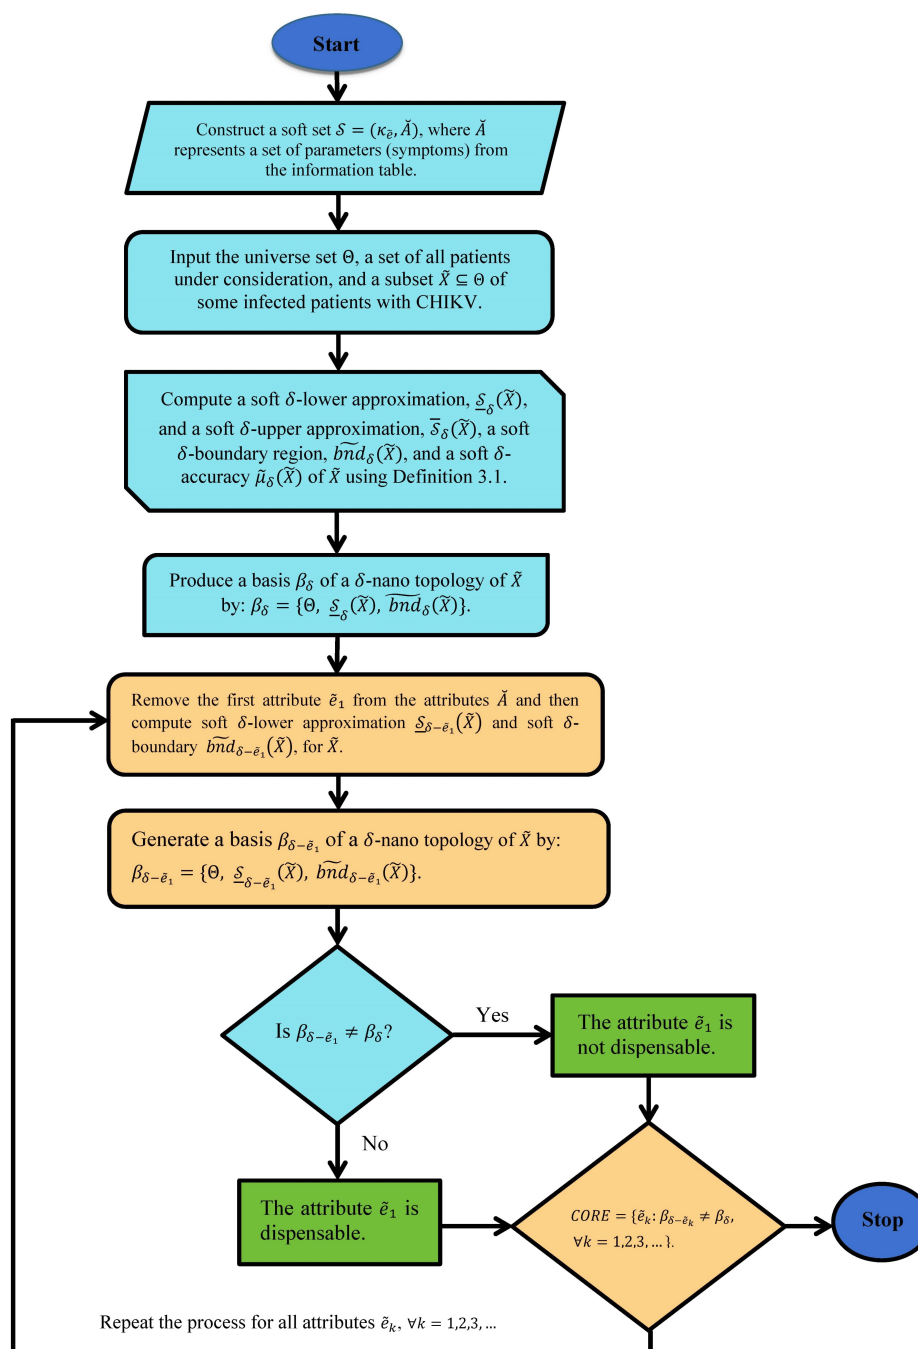 Start
Construct a soft set 𝒮 = (κ_ẽ, Ă), where Ă
represents a set of parameters (symptoms) from
the information table.
Input the universe set Θ, a set of all patients
under consideration, and a subset X̃ ⊆ Θ of
some infected patients with CHIKV.
Compute a soft δ-lower approximation, S̲_δ(X̃),
and a soft δ-upper approximation, S̅_δ(X̃), a soft
δ-boundary region, b͠nd_δ(X̃), and a soft δ-
accuracy μ̃_δ(X̃) of X̃ using Definition 3.1.
Produce a basis β_δ of a δ-nano topology of X̃
by: β_δ = {Θ, S̲_δ(X̃), b͠nd_δ(X̃)}.
Remove the first attribute ẽ₁ from the attributes Ă and then
compute soft δ-lower approximation S̲_{δ−ẽ₁}(X̃) and soft δ-
boundary b͠nd_{δ−ẽ₁}(X̃), for X̃.
Generate a basis β_{δ−ẽ₁} of a δ-nano topology of X̃ by:
β_{δ−ẽ₁} = {Θ, S̲_{δ−ẽ₁}(X̃), b͠nd_{δ−ẽ₁}(X̃)}.
Is β_{δ−ẽ₁} ≠ β_δ?
Yes
The attribute ẽ₁ is
not dispensable.
No
The attribute ẽ₁ is
dispensable.
CORE = {ẽ_k: β_{δ−ẽ_k} ≠ β_δ,
∀k = 1,2,3, … }.
Stop
Repeat the process for all attributes ẽ_k, ∀k = 1,2,3, …